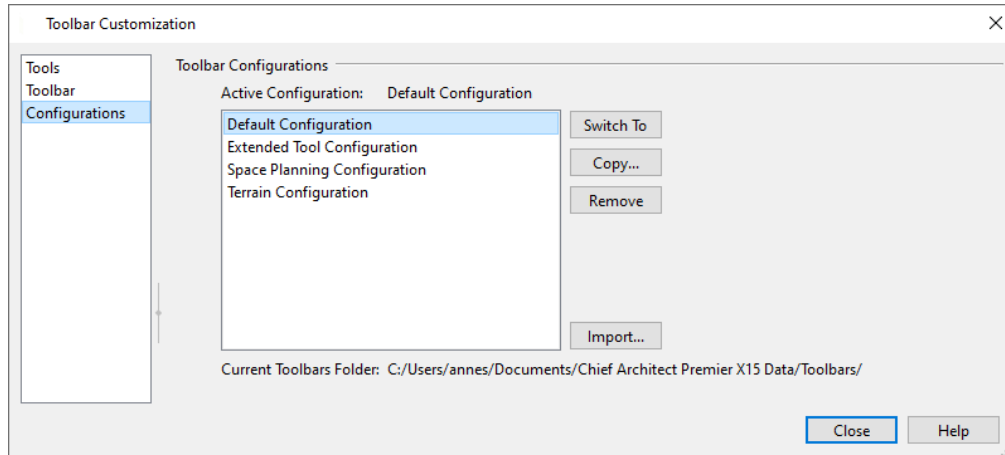 Toolbar Customization
Tools
Toolbar
Configurations
Toolbar Configurations
Active Configuration: Default Configuration
Default Configuration
Extended Tool Configuration
Space Planning Configuration
Terrain Configuration
Switch To
Copy...
Remove
Import...
Current Toolbars Folder: C:/Users/annes/Documents/Chief Architect Premier X15 Data/Toolbars/
Close
Help